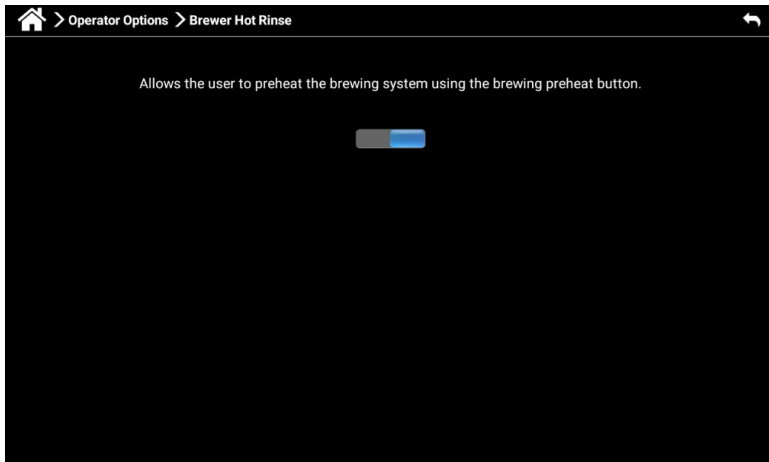 Operator Options Brewer Hot Rinse
Allows the user to preheat the brewing system using the brewing preheat button.